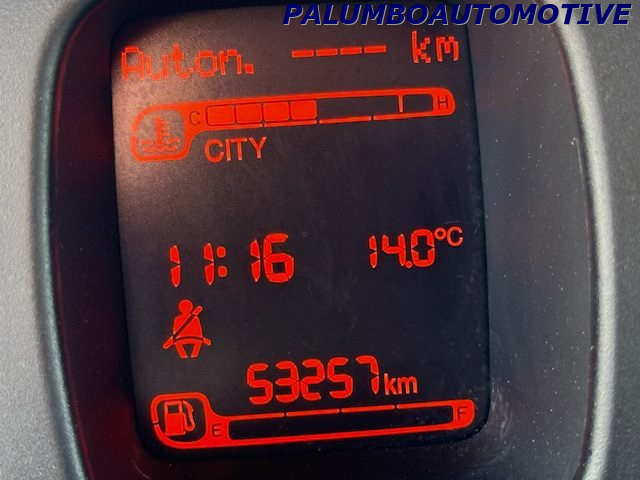 PALUMBOAUTOMOTIVE
Auton. ---- km
C H
CITY
11:16 14.0°C
53257km
E F